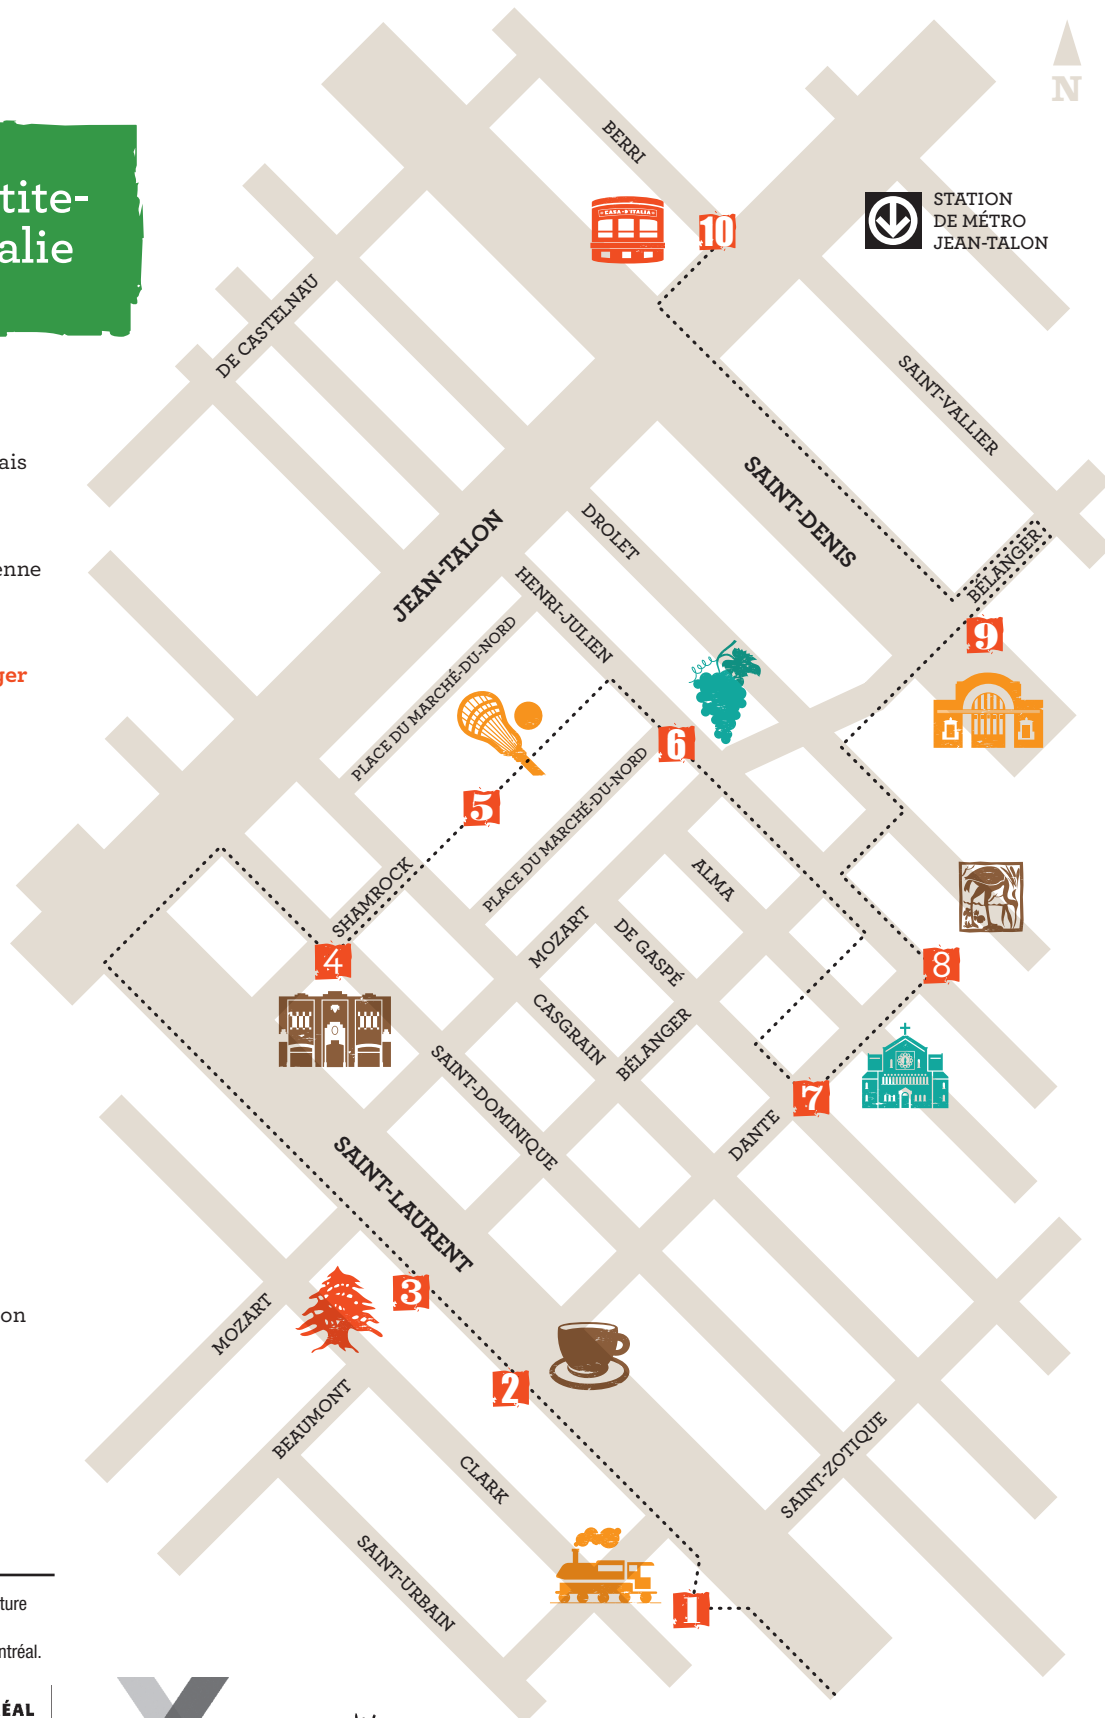 N
BERRI
CASA-D'ITALIA
10
STATION
DE MÉTRO
JEAN-TALON
tite-
alie
DE CASTELNAU
SAINT-VALLIER
ais
SAINT-DENIS
JEAN-TALON
DROLET
BÉLANGER
enne
HENRI-JULIEN
9
PLACE DU MARCHÉ-DU-NORD
ger
6
5
PLACE DU MARCHÉ-DU-NORD
SHAMROCK
ALMA
MOZART
DE GASPÉ
4
8
CASGRAIN
BÉLANGER
SAINT-DOMINIQUE
7
DANTE
SAINT-LAURENT
3
MOZART
on
2
BEAUMONT
CLARK
SAINT-ZOTIQUE
SAINT-URBAIN
1
ture
ntréal.
ÉAL